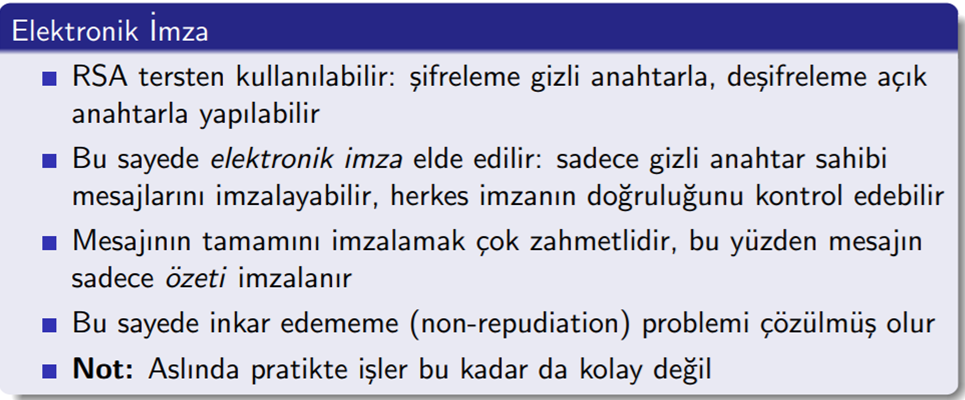 Elektronik İmza
RSA tersten kullanılabilir: şifreleme gizli anahtarla, deşifreleme açık
anahtarla yapılabilir
Bu sayede elektronik imza elde edilir: sadece gizli anahtar sahibi
mesajlarını imzalayabilir, herkes imzanın doğruluğunu kontrol edebilir
Mesajının tamamını imzalamak çok zahmetlidir, bu yüzden mesajın
sadece özeti imzalanır
Bu sayede inkar edememe (non-repudiation) problemi çözülmüş olur
Not: Aslında pratikte işler bu kadar da kolay değil